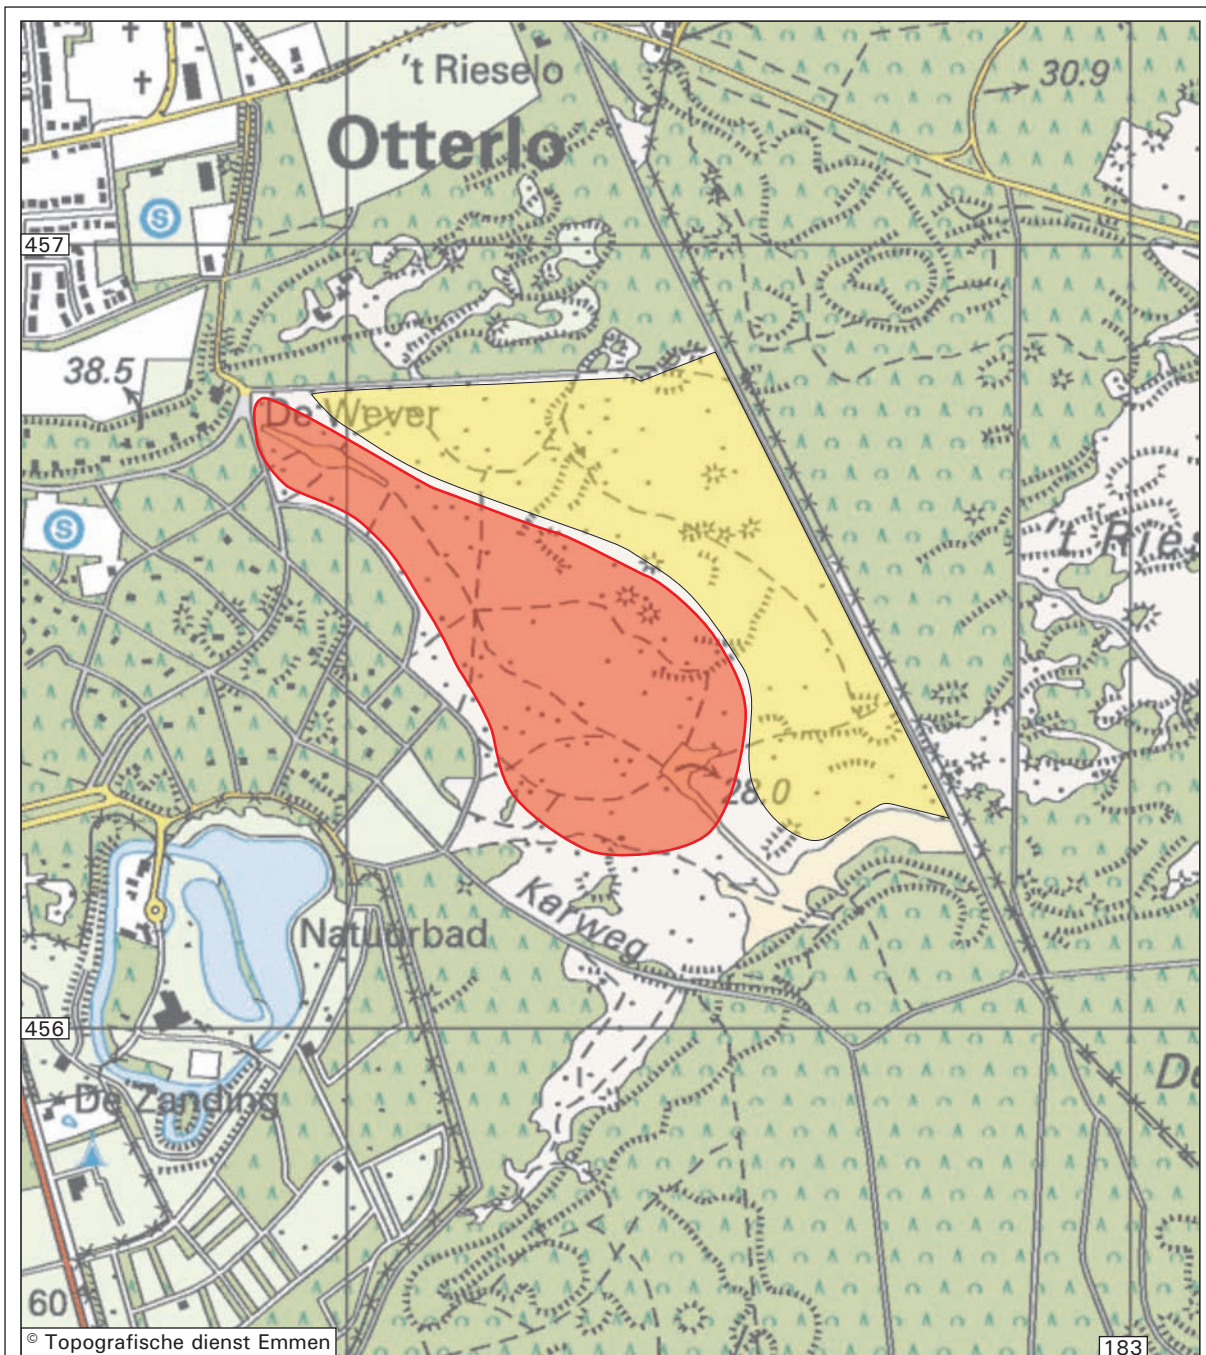 't Rieselo
30.9
Otterlo
S
457
38.5
De Wever
S
't Ries
28.0
Karweg
Natuurbad
456
De
De Zanding
60
© Topografische dienst Emmen
183